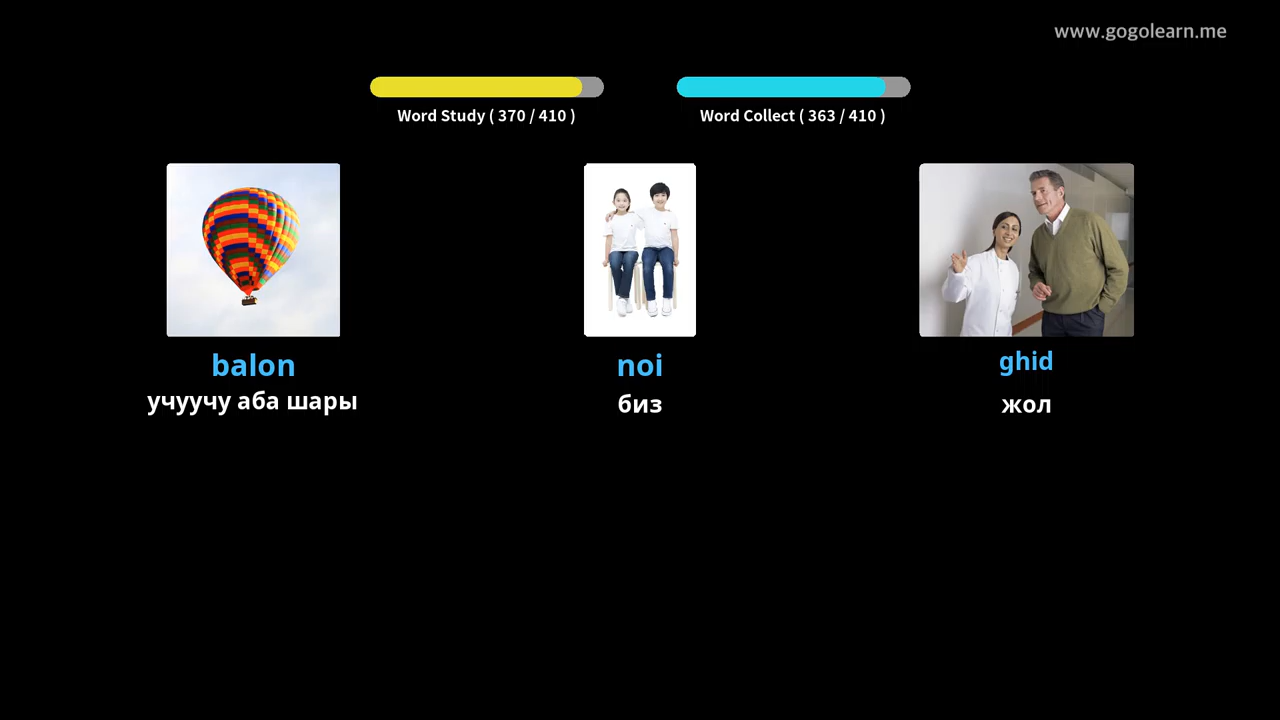 www.gogolearn.me
Word Study ( 370 / 410 )
Word Collect ( 363 / 410 )
balon
учуучу аба шары
noi
биз
ghid
жол